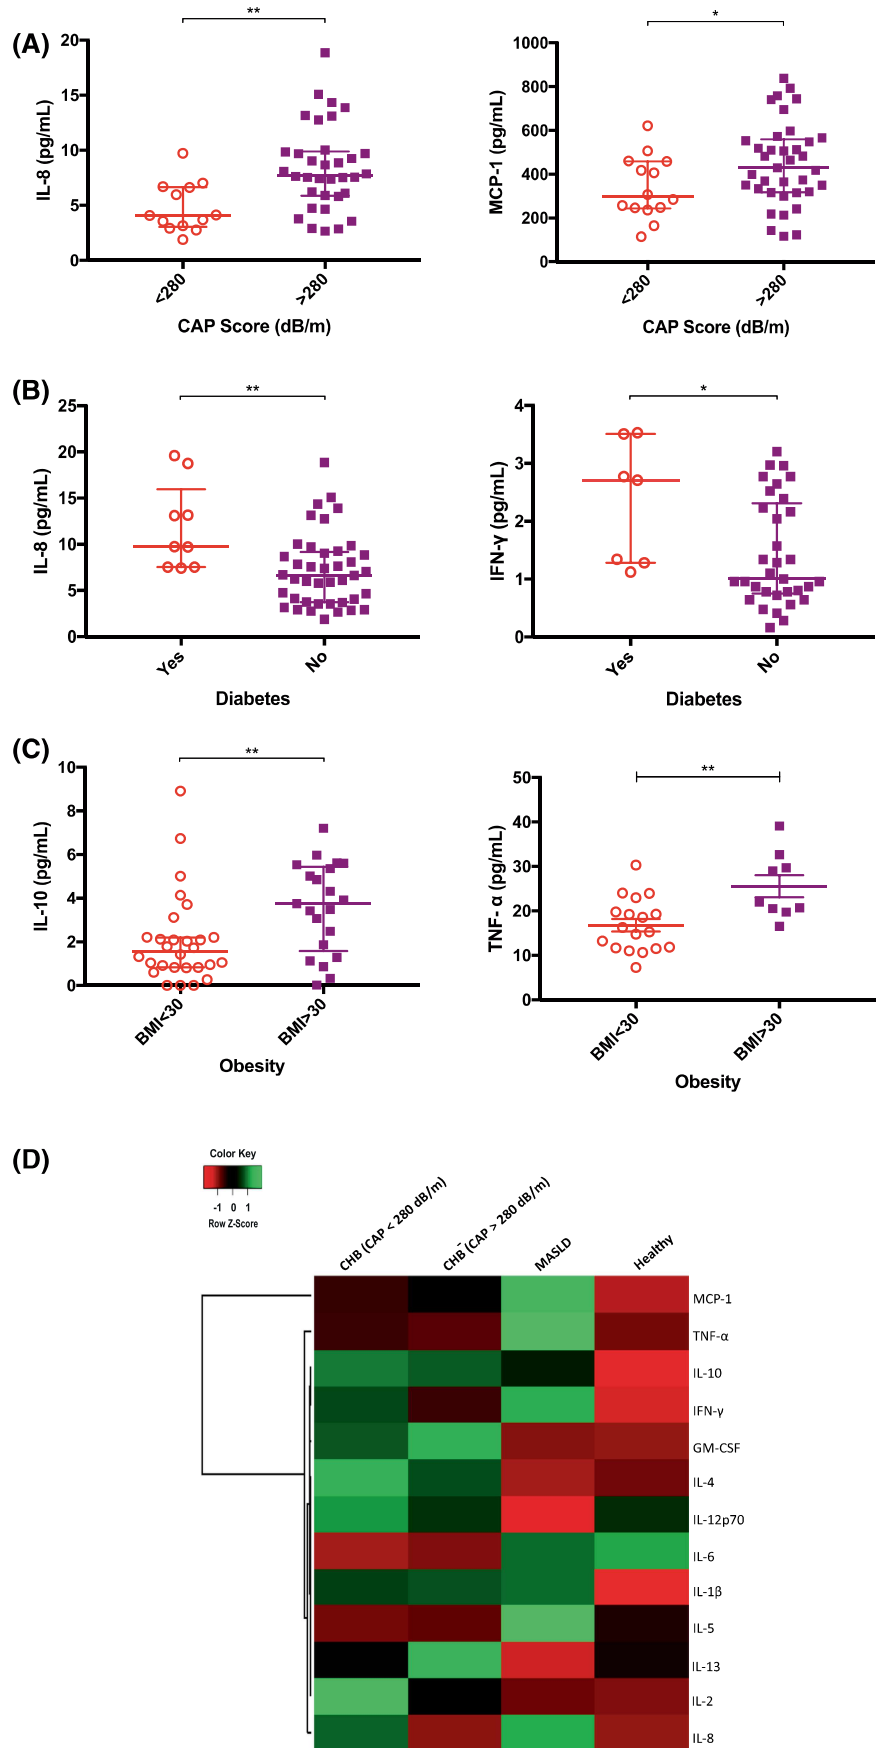 (A)
**
IL-8 (pg/mL)
20
15
10
5
0
<280
>280
CAP Score (dB/m)
*
MCP-1 (pg/mL)
1000
800
600
400
200
0
<280
>280
CAP Score (dB/m)
(B)
**
IL-8 (pg/mL)
25
20
15
10
5
0
Yes
No
Diabetes
*
IFN-γ (pg/mL)
4
3
2
1
0
Yes
No
Diabetes
(C)
**
IL-10 (pg/mL)
10
8
6
4
2
0
BMI<30
BMI>30
Obesity
**
TNF- α (pg/mL)
50
40
30
20
10
0
BMI<30
BMI>30
Obesity
(D)
Color Key
-1 0 1
Row Z-Score
CHB (CAP < 280 dB/m)
CHB (CAP > 280 dB/m)
MASLD
Healthy
MCP-1
TNF-α
IL-10
IFN-γ
GM-CSF
IL-4
IL-12p70
IL-6
IL-1β
IL-5
IL-13
IL-2
IL-8